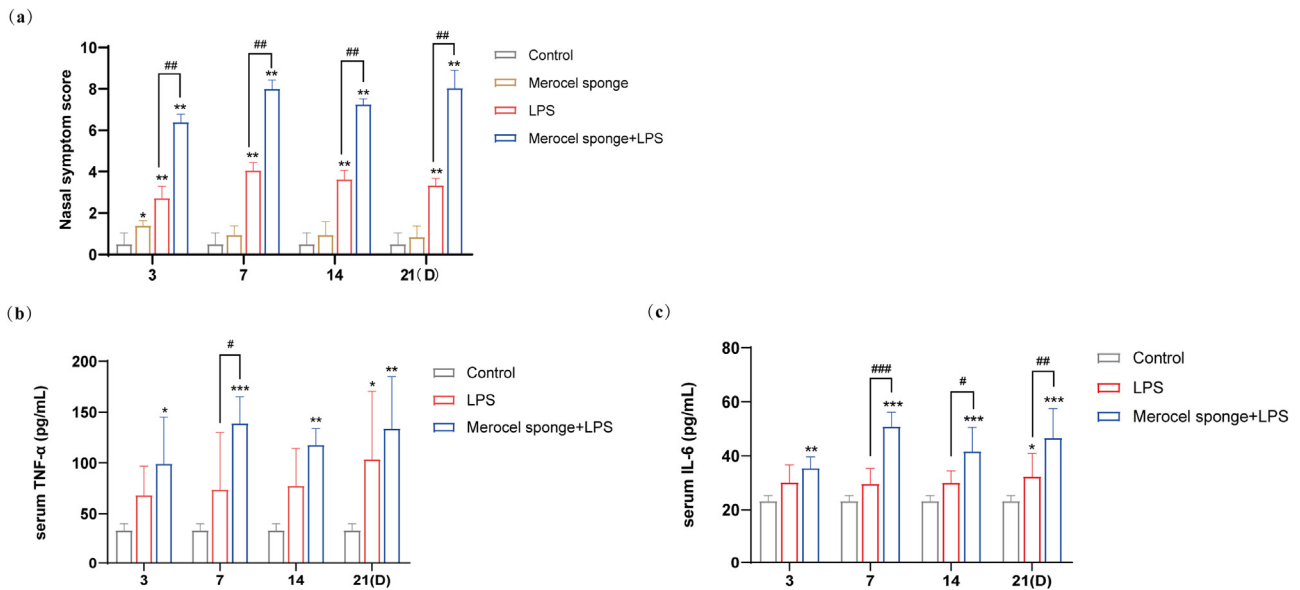 (a)
Nasal symptom score
10
8
6
4
2
0
##
##
##
##
**
**
**
**
*
**
**
**
**
3
7
14
21(D)
Control
Merocel sponge
LPS
Merocel sponge+LPS
(b)
serum TNF-α (pg/mL)
200
150
100
50
0
#
*
***
**
*
**
3
7
14
21(D)
Control
LPS
Merocel sponge+LPS
(c)
serum IL-6 (pg/mL)
80
60
40
20
0
###
#
##
**
***
***
*
***
3
7
14
21(D)
Control
LPS
Merocel sponge+LPS